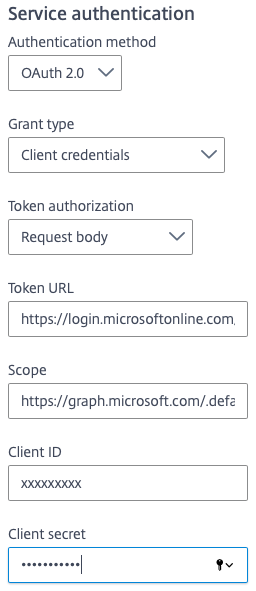 Service authentication
Authentication method
OAuth 2.0
Grant type
Client credentials
Token authorization
Request body
Token URL
https://login.microsoftonline.com
Scope
https://graph.microsoft.com/.defa
Client ID
xxxxxxxxx
Client secret
•••••••••••